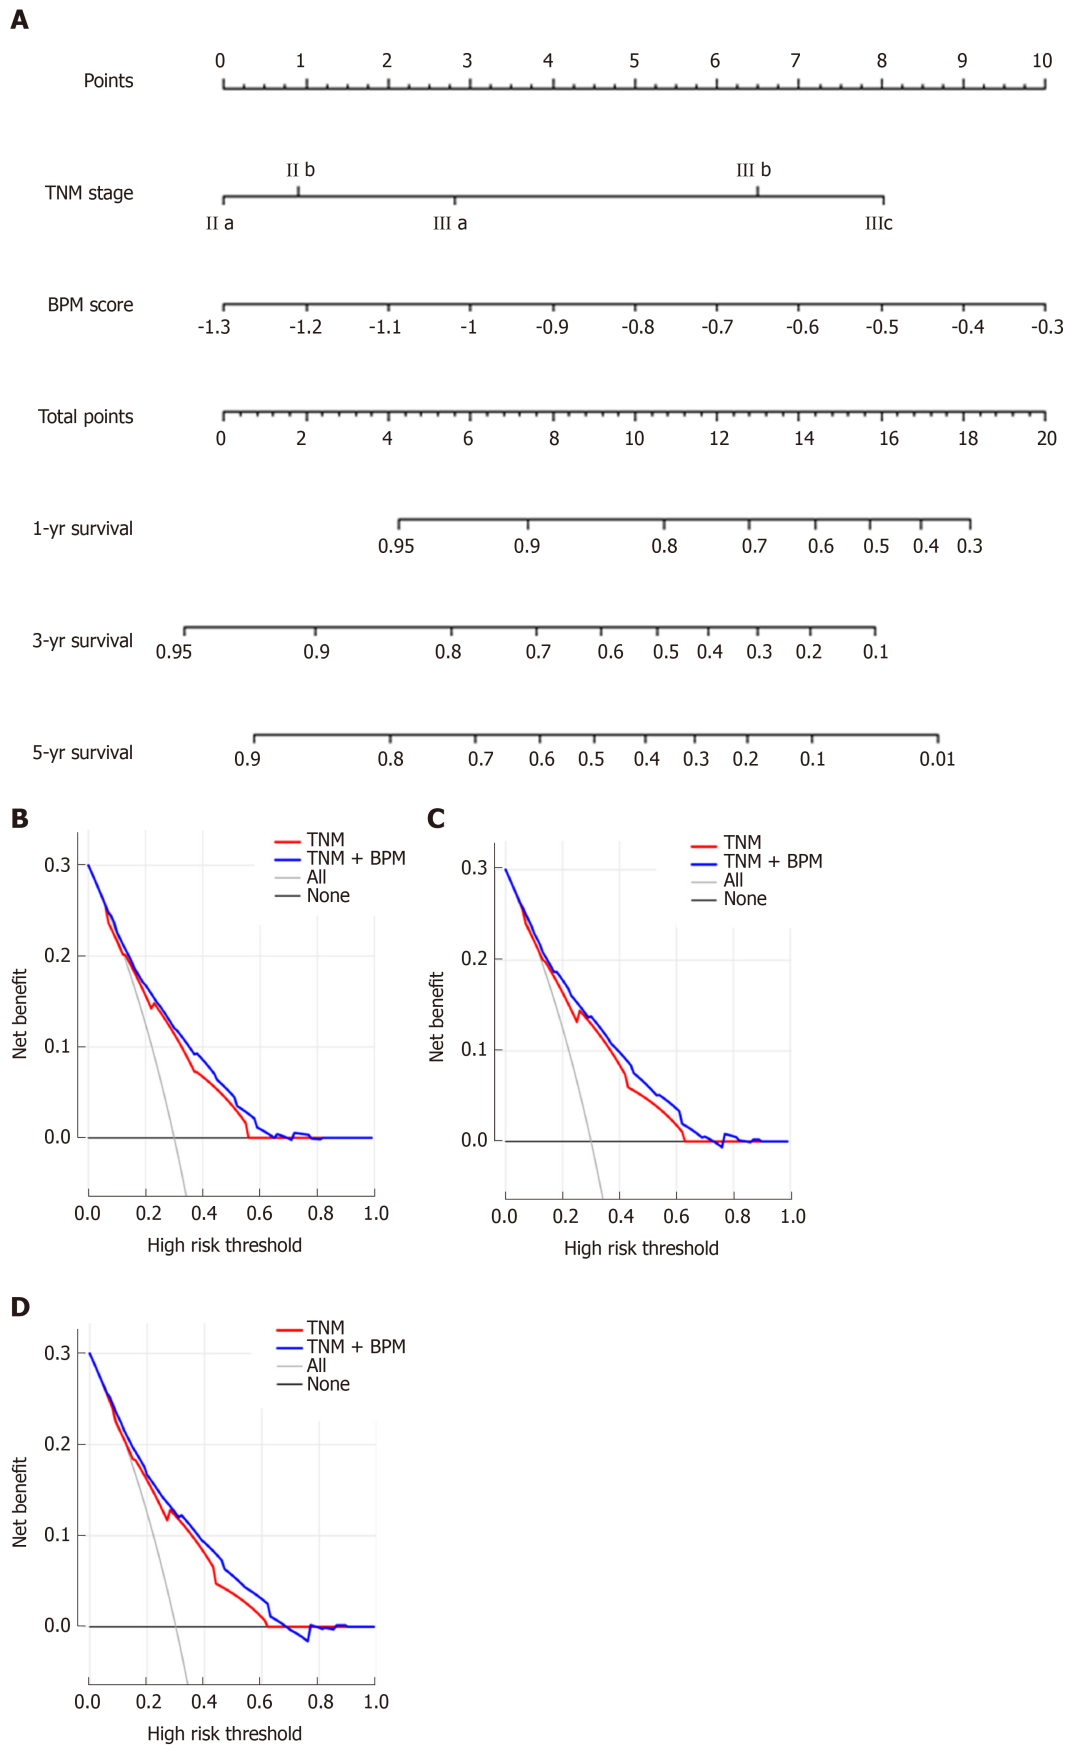 A
Points
0 1 2 3 4 5 6 7 8 9 10
TNM stage
II b III b
II a III a IIIc
BPM score
-1.3 -1.2 -1.1 -1 -0.9 -0.8 -0.7 -0.6 -0.5 -0.4 -0.3
Total points
0 2 4 6 8 10 12 14 16 18 20
1-yr survival
0.95 0.9 0.8 0.7 0.6 0.5 0.4 0.3
3-yr survival
0.95 0.9 0.8 0.7 0.6 0.5 0.4 0.3 0.2 0.1
5-yr survival
0.9 0.8 0.7 0.6 0.5 0.4 0.3 0.2 0.1 0.01
B
TNM
TNM + BPM
All
None
Net benefit
0.3
0.2
0.1
0.0
0.0 0.2 0.4 0.6 0.8 1.0
High risk threshold
C
TNM
TNM + BPM
All
None
Net benefit
0.3
0.2
0.1
0.0
0.0 0.2 0.4 0.6 0.8 1.0
High risk threshold
D
TNM
TNM + BPM
All
None
Net benefit
0.3
0.2
0.1
0.0
0.0 0.2 0.4 0.6 0.8 1.0
High risk threshold